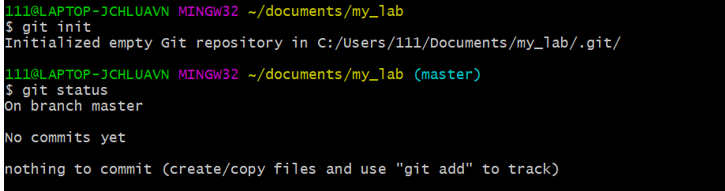 111@LAPTOP-JCHLUAVN MINGW32 ~/documents/my_lab
$ git init
Initialized empty Git repository in C:/Users/111/Documents/my_lab/.git/
111@LAPTOP-JCHLUAVN MINGW32 ~/documents/my_lab (master)
$ git status
On branch master
No commits yet
nothing to commit (create/copy files and use "git add" to track)